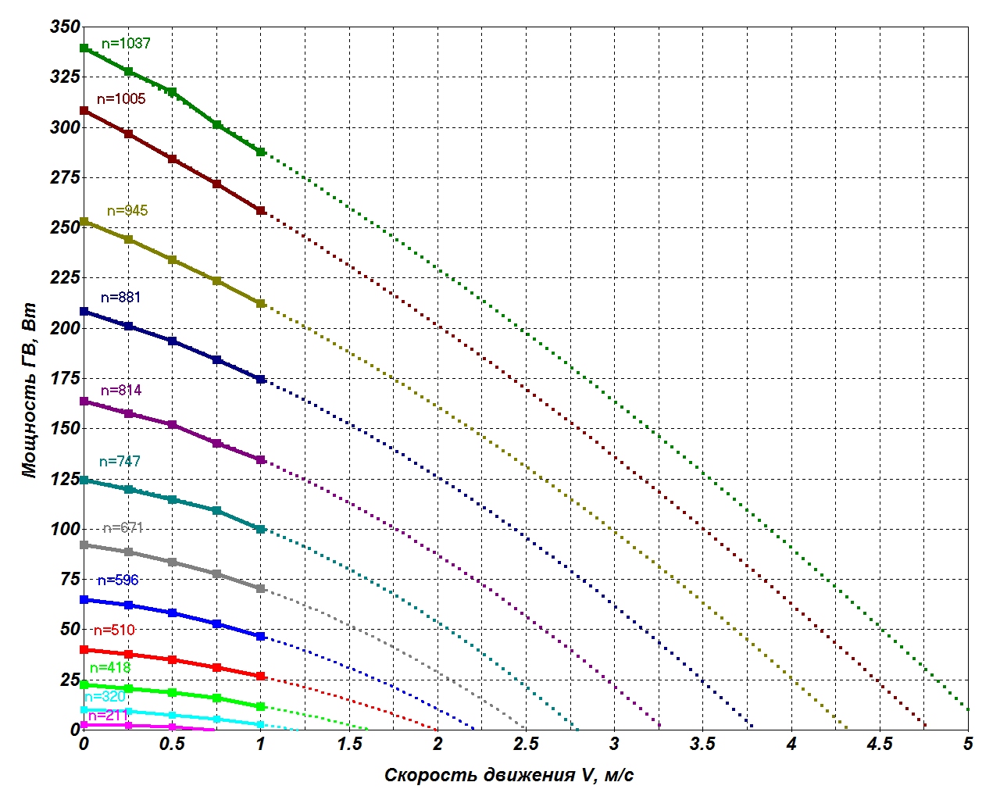 350
n=1037
325
n=1005
300
275
n=945
250
225
n=881
200
175
n=814
150
n=747
125
100
n=671
75
n=596
50
n=510
n=418
25
n=320
n=211
0
0 0.5 1 1.5 2 2.5 3 3.5 4 4.5 5
Мощность ГВ, Вт
Скорость движения V, м/с